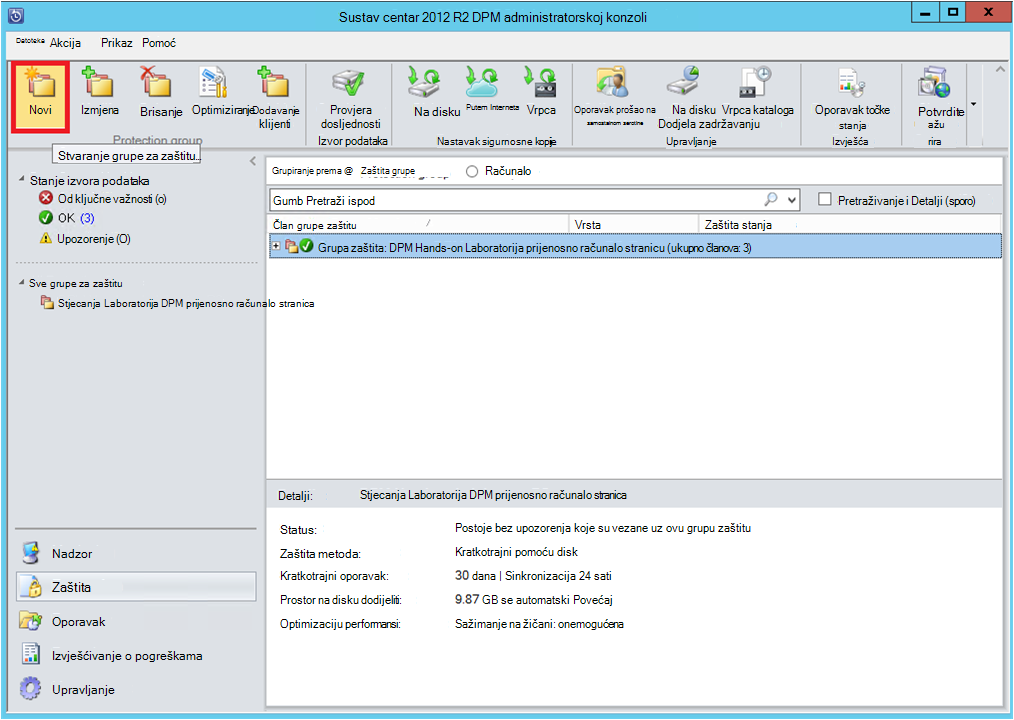 Sustav centar 2012 R2 DPM administratorskoj konzoli
Datoteka Akcija Prikaz Pomoć
Novi Izmjena Brisanje Optimiziranje Dodavanje klijenti
Protection group
Provjera dosljednosti
Izvor podataka
Na disku Putem Interneta Vrpca
Nastavak sigurnosne kopije
Oporavak prošao na samostalnom Na disku Vrpca kataloga
Dodjela zadržavanju
Upravljanje
Oporavak točke stanja
Izvješća
Potvrdite ažu
rira
Stvaranje grupe za zaštitu...
Stanje izvora podataka
Od ključne važnosti (o)
OK (3)
Upozorenje (O)
Sve grupe za zaštitu
Stjecanja Laboratorija DPM prijenosno računalo stranica
Nadzor
Zaštita
Oporavak
Izvješćivanje o pogreškama
Upravljanje
Grupiranje prema @ Zaštita grupe Računalo
Gumb Pretraži ispod
Pretraživanje i Detalji (sporo)
Član grupe zaštitu / Vrsta Zaštita stanja
Grupa zaštita: DPM Hands-on Laboratorija prijenosno računalo stranicu (ukupno članova: 3)
Detalji: Stjecanja Laboratorija DPM prijenosno računalo stranica
Status: Postoje bez upozorenja koje su vezane uz ovu grupu zaštitu
Zaštita metoda: Kratkotrajni pomoću disk
Kratkotrajni oporavak: 30 dana | Sinkronizacija 24 sati
Prostor na disku dodijeliti: 9.87 GB se automatski Povećaj
Optimizaciju performansi: Sažimanje na žičani: onemogućena